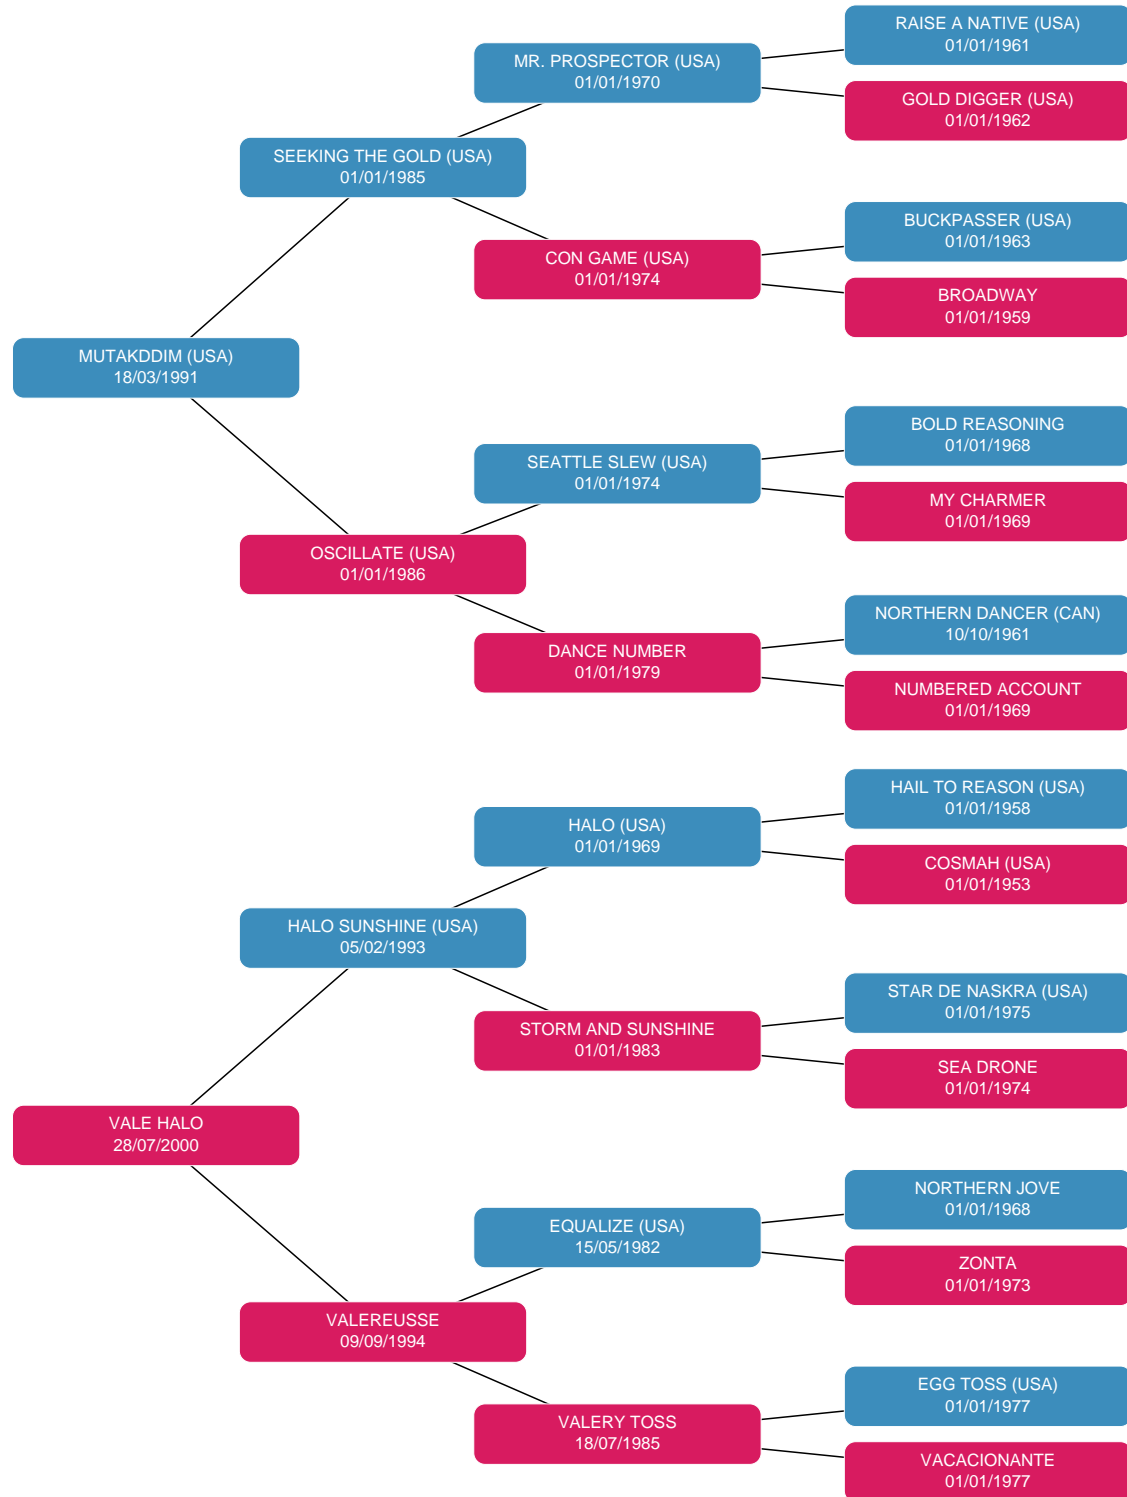 RAISE A NATIVE (USA)
01/01/1961
MR. PROSPECTOR (USA)
01/01/1970
GOLD DIGGER (USA)
01/01/1962
SEEKING THE GOLD (USA)
01/01/1985
BUCKPASSER (USA)
01/01/1963
CON GAME (USA)
01/01/1974
BROADWAY
01/01/1959
MUTAKDDIM (USA)
18/03/1991
BOLD REASONING
01/01/1968
SEATTLE SLEW (USA)
01/01/1974
MY CHARMER
01/01/1969
OSCILLATE (USA)
01/01/1986
NORTHERN DANCER (CAN)
10/10/1961
DANCE NUMBER
01/01/1979
NUMBERED ACCOUNT
01/01/1969
HAIL TO REASON (USA)
01/01/1958
HALO (USA)
01/01/1969
COSMAH (USA)
01/01/1953
HALO SUNSHINE (USA)
05/02/1993
STAR DE NASKRA (USA)
01/01/1975
STORM AND SUNSHINE
01/01/1983
SEA DRONE
01/01/1974
VALE HALO
28/07/2000
NORTHERN JOVE
01/01/1968
EQUALIZE (USA)
15/05/1982
ZONTA
01/01/1973
VALEREUSSE
09/09/1994
EGG TOSS (USA)
01/01/1977
VALERY TOSS
18/07/1985
VACACIONANTE
01/01/1977